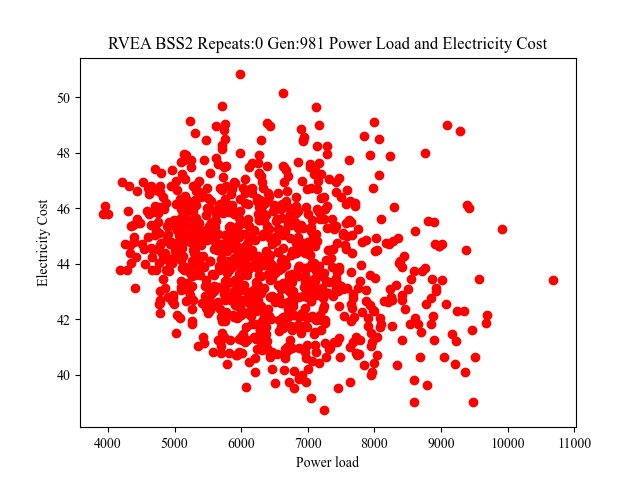 RVEA BSS2 Repeats:0 Gen:981 Power Load and Electricity Cost
50
48
46
44
42
40
Electricity Cost
4000 5000 6000 7000 8000 9000 10000 11000
Power load